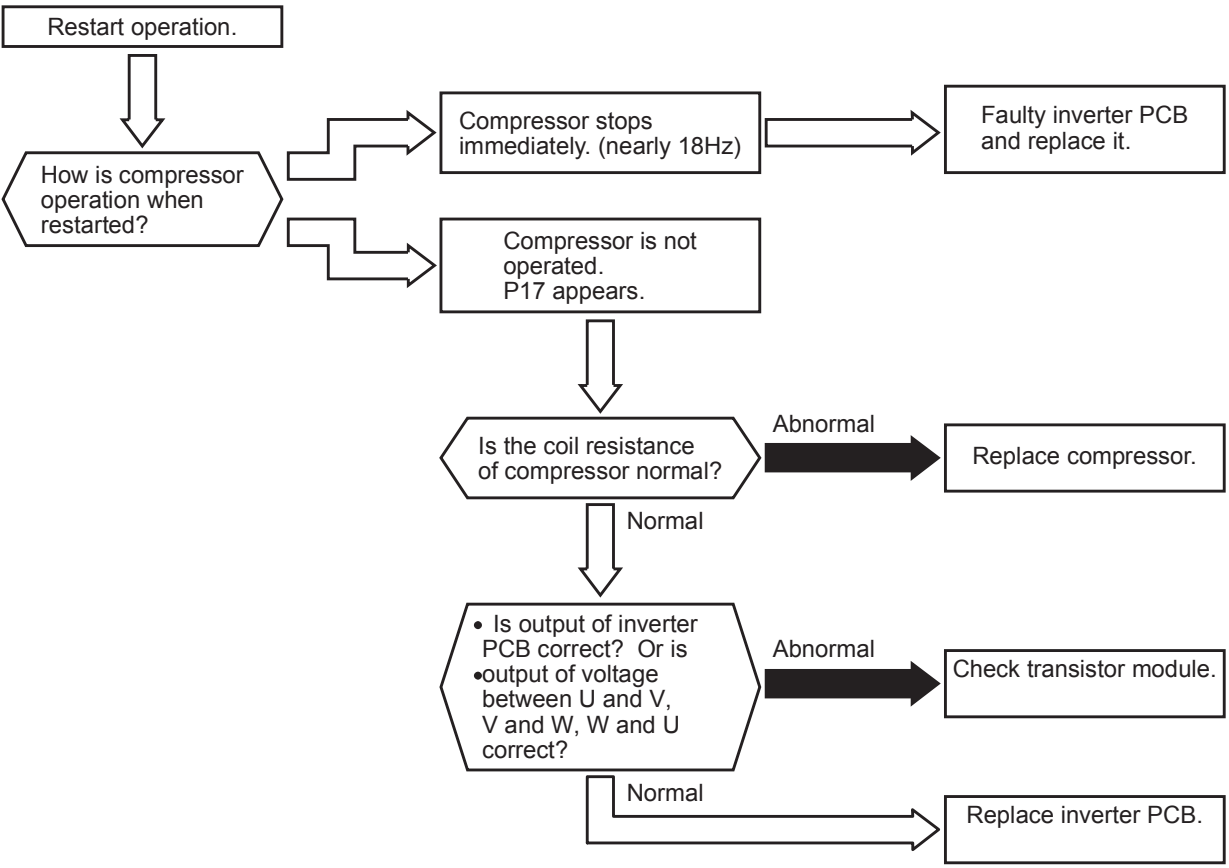 Restart operation.
How is compressor
operation when
restarted?
Compressor stops
immediately. (nearly 18Hz)
Faulty inverter PCB
and replace it.
Compressor is not
operated.
P17 appears.
Is the coil resistance
of compressor normal?
Abnormal
Replace compressor.
Normal
• Is output of inverter
PCB correct? Or is
•output of voltage
between U and V,
V and W, W and U
correct?
Abnormal
Check transistor module.
Normal
Replace inverter PCB.